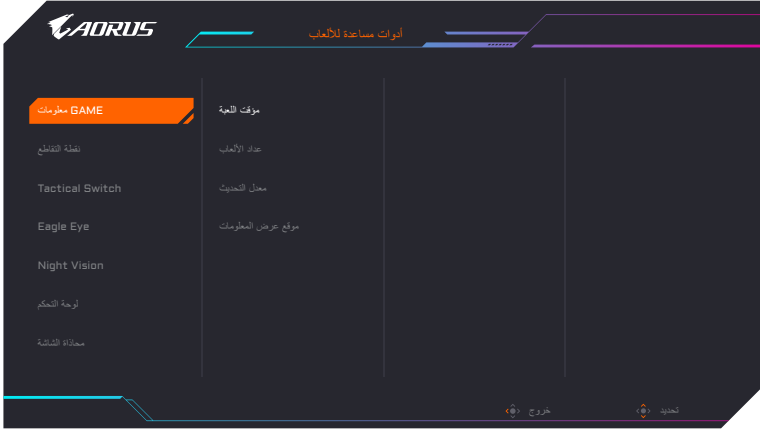 AORUS
أدوات مساعدة للألعاب
معلومات GAME
نقطة التقاطع
Tactical Switch
Eagle Eye
Night Vision
لوحة التحكم
محاذاة الشاشة
مؤقت اللعبة
عداد الألعاب
معدل التحديث
موقع عرض المعلومات
خروج
تحديد